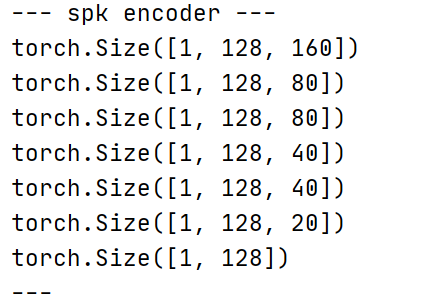 --- spk encoder ---
torch.Size([1, 128, 160])
torch.Size([1, 128, 80])
torch.Size([1, 128, 80])
torch.Size([1, 128, 40])
torch.Size([1, 128, 40])
torch.Size([1, 128, 20])
torch.Size([1, 128])
---